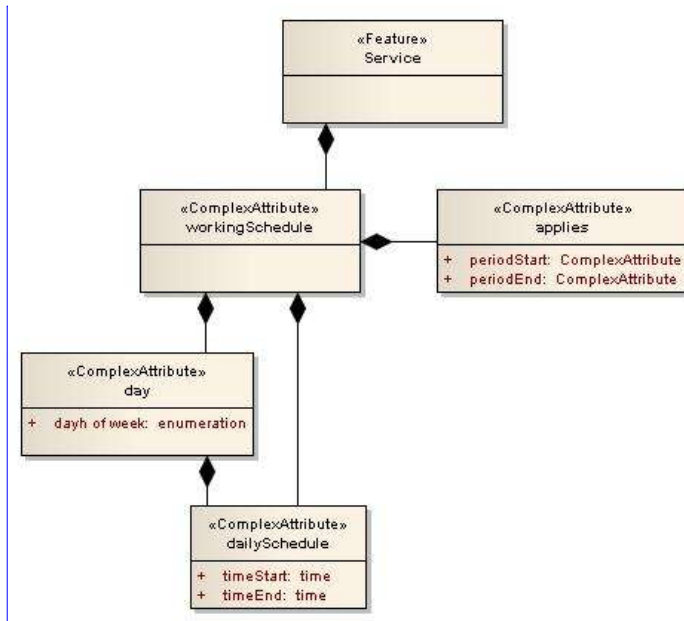 «Feature»
Service
«ComplexAttribute»
workingSchedule
«ComplexAttribute»
applies
+ periodStart: ComplexAttribute
+ periodEnd: ComplexAttribute
«ComplexAttribute»
day
+ dayh of week: enumeration
«ComplexAttribute»
dailySchedule
+ timeStart: time
+ timeEnd: time